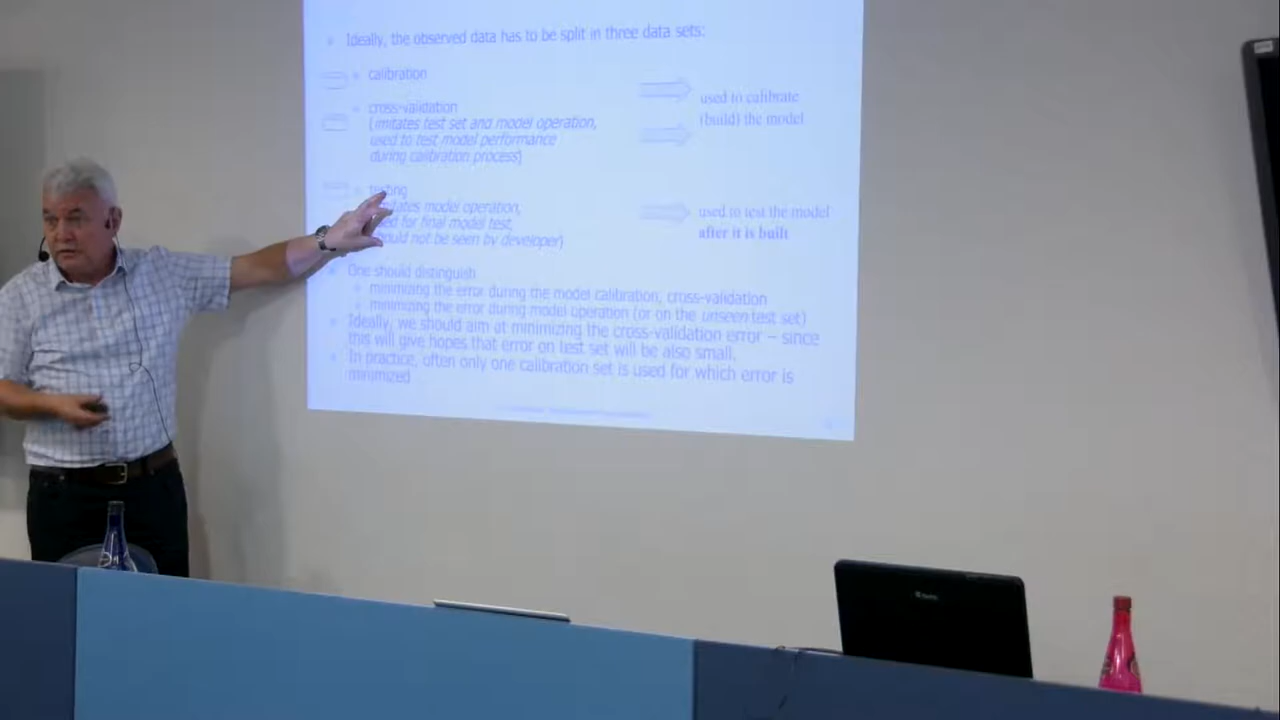 Ideally, the observed data has to be split in three data sets:
calibration
cross-validation
(imitates test set and model operation,
used to test model performance
during calibration process)
used to calibrate
(build) the model
testing
model operation,
for final model test,
not be seen by developer)
used to test the model
after it is built
One should distinguish
minimizing the error during the model calibration, cross-validation
minimizing the error during model operation (or on the unseen test set)
Ideally, we should aim at minimizing the cross-validation error – since
this will give hopes that error on test set will be also small.
In practice, often only one calibration set is used for which error is
minimized